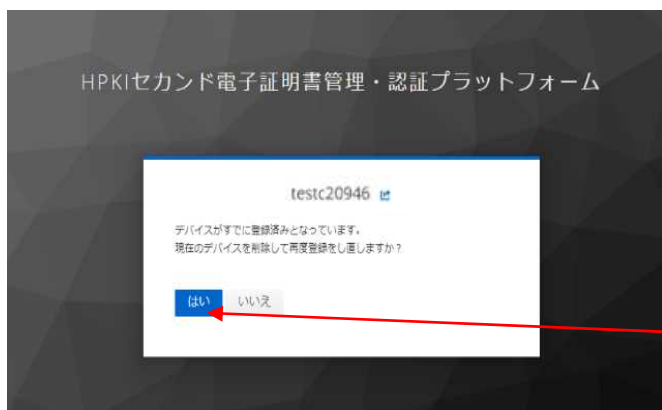 HPKIセカンド電子証明書管理・認証プラットフォーム
testc20946
デバイスがすでに登録済みとなっています。
現在のデバイスを削除して再度登録をし直しますか？
はい いいえ